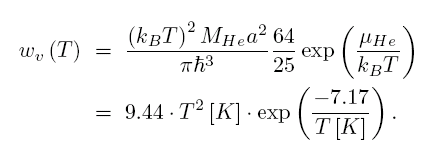 w_v (T) = \frac{(k_B T)^2 M_{He} a^2}{\pi \hbar^3} \frac{64}{25} \exp\left(\frac{\mu_{He}}{k_B T}\right)
= 9.44 \cdot T^2 [K] \cdot \exp\left(\frac{-7.17}{T [K]}\right).